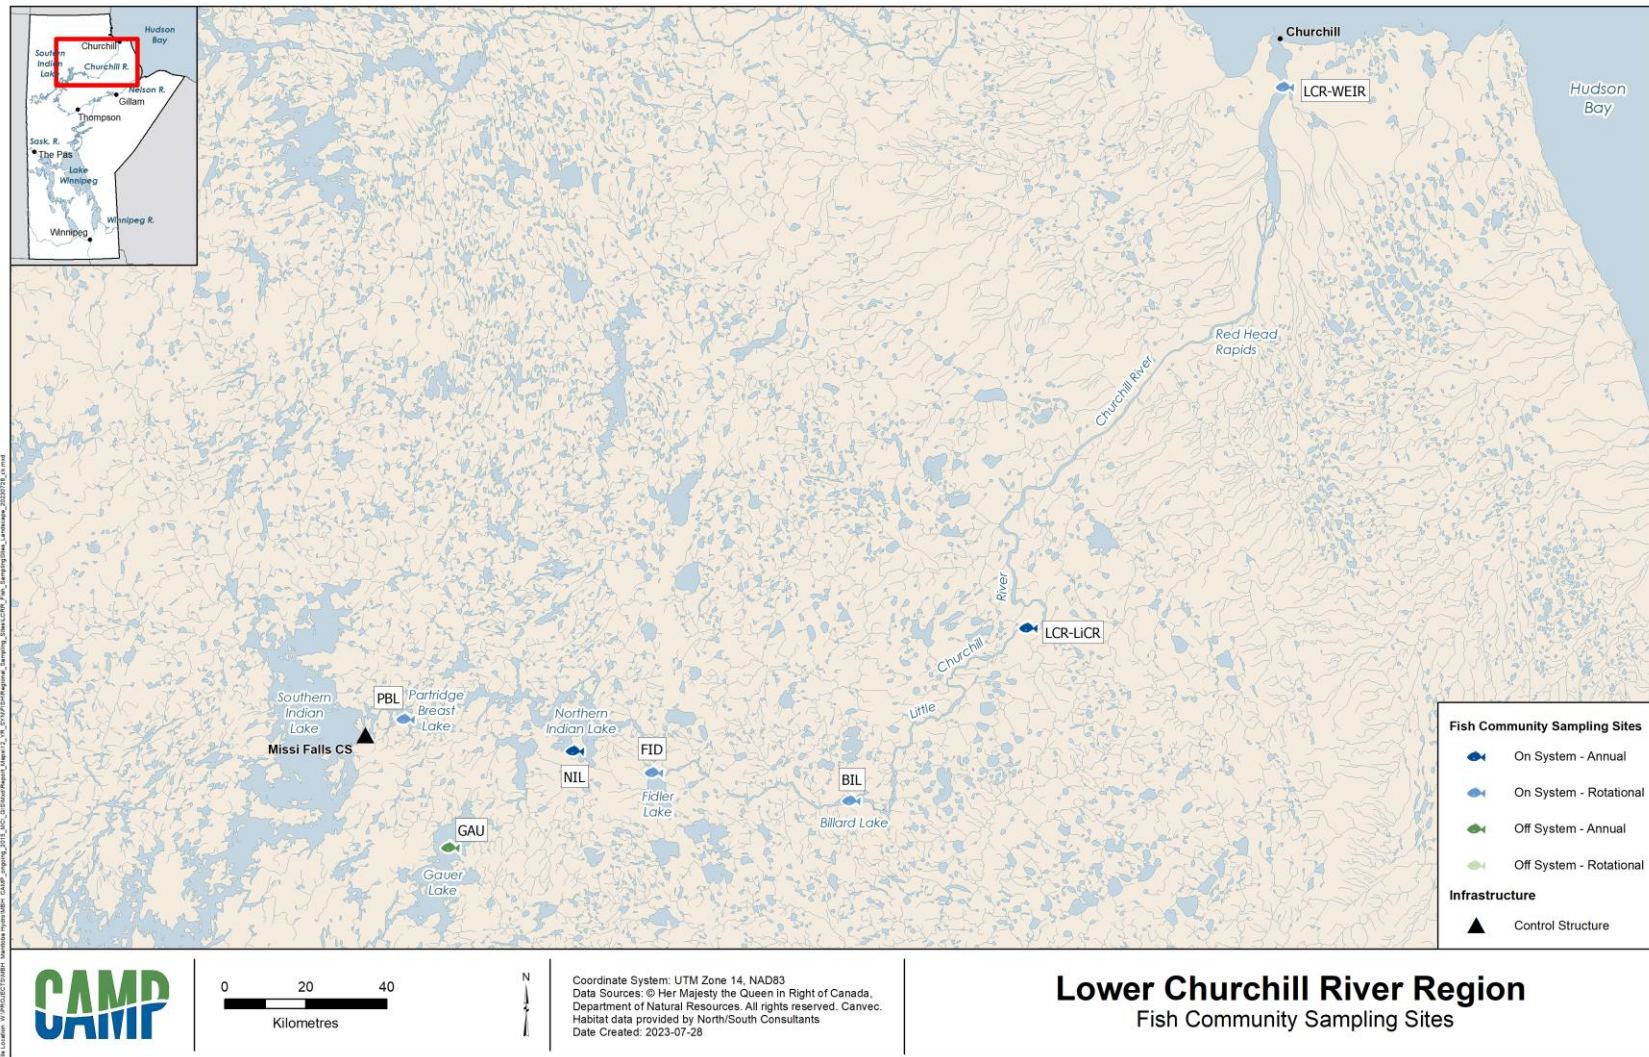 Hudson
Bay
Churchill
Southern
Indian
Lake
Churchill R.
Nelson R.
Gillam
Thompson
Sask. R.
The Pas
Lake
Winnipeg
Winnipeg R.
Winnipeg
Churchill
LCR-WEIR
Hudson
Bay
Red Head
Rapids
Churchill River
River
LCR-LiCR
Churchill
Little
Southern
Indian
Lake
PBL
Partridge
Breast
Lake
Missi Falls CS
Northern
Indian Lake
NIL
FID
Fidler
Lake
BIL
Billard Lake
GAU
Gauer
Lake
Fish Community Sampling Sites
On System - Annual
On System - Rotational
Off System - Annual
Off System - Rotational
Infrastructure
Control Structure
CAMP
0 20 40
Kilometres
N
Coordinate System: UTM Zone 14, NAD83
Data Sources: © Her Majesty the Queen in Right of Canada,
Department of Natural Resources. All rights reserved. Canvec.
Habitat data provided by North/South Consultants
Date Created: 2023-07-28
Lower Churchill River Region
Fish Community Sampling Sites